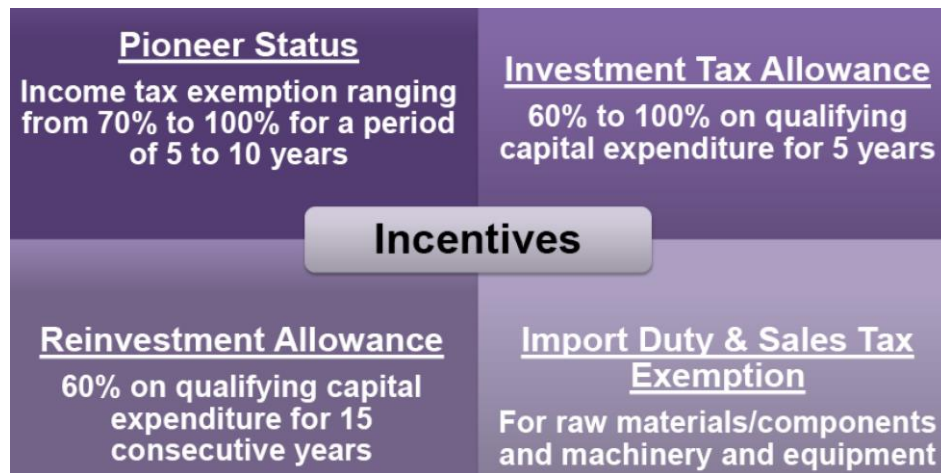 Pioneer Status
Income tax exemption ranging
from 70% to 100% for a period
of 5 to 10 years
Investment Tax Allowance
60% to 100% on qualifying
capital expenditure for 5 years
Incentives
Reinvestment Allowance
60% on qualifying capital
expenditure for 15
consecutive years
Import Duty & Sales Tax
Exemption
For raw materials/components
and machinery and equipment